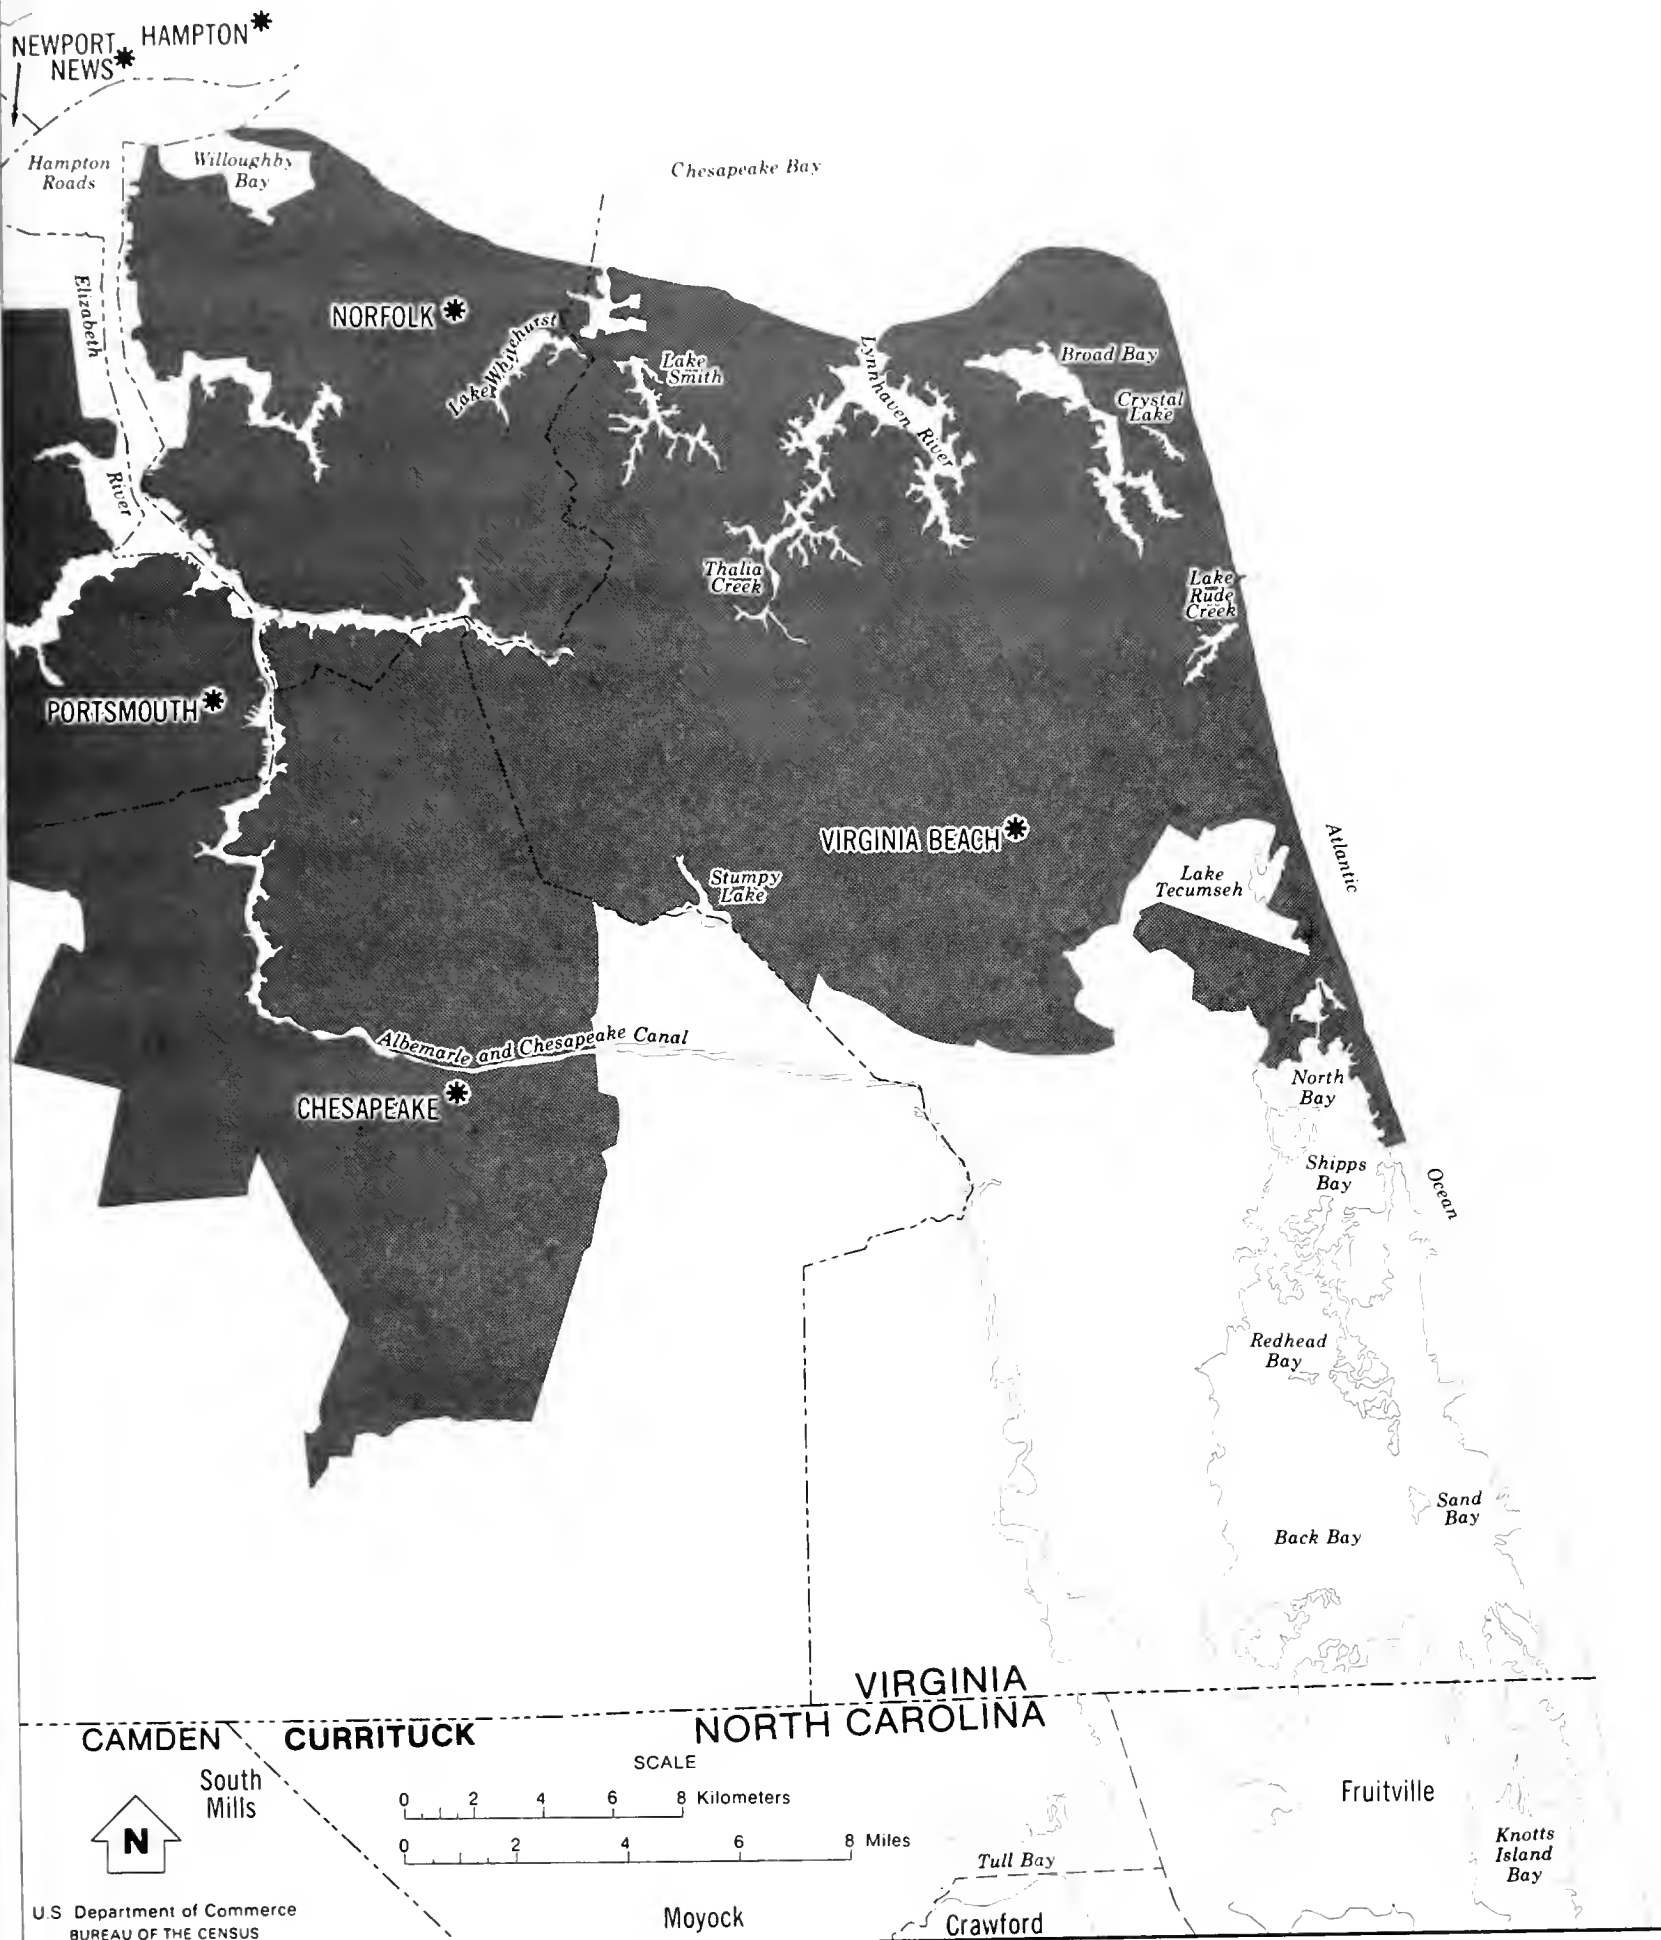 HAMPTON
NEWPORT
NEWS
Hampton
Roads
Willoughby
Bay
Chesapeake Bay
Elizabeth
River
NORFOLK
Lake Whitehurst
Lake
Smith
Lynnhaven River
Broad Bay
Crystal
Lake
Thalia
Creek
Lake
Rude
Creek
PORTSMOUTH
VIRGINIA BEACH
Atlantic
Ocean
Stumpy
Lake
Lake
Tecumseh
Albemarle and Chesapeake Canal
CHESAPEAKE
North
Bay
Shipps
Bay
Redhead
Bay
Sand
Bay
Back Bay
VIRGINIA
NORTH CAROLINA
CAMDEN
CURRITUCK
South
Mills
SCALE
0 2 4 6 8 Kilometers
0 2 4 6 8 Miles
N
Fruitville
Knotts
Island
Bay
Tull Bay
Moyock
Crawford
U.S Department of Commerce
BUREAU OF THE CENSUS